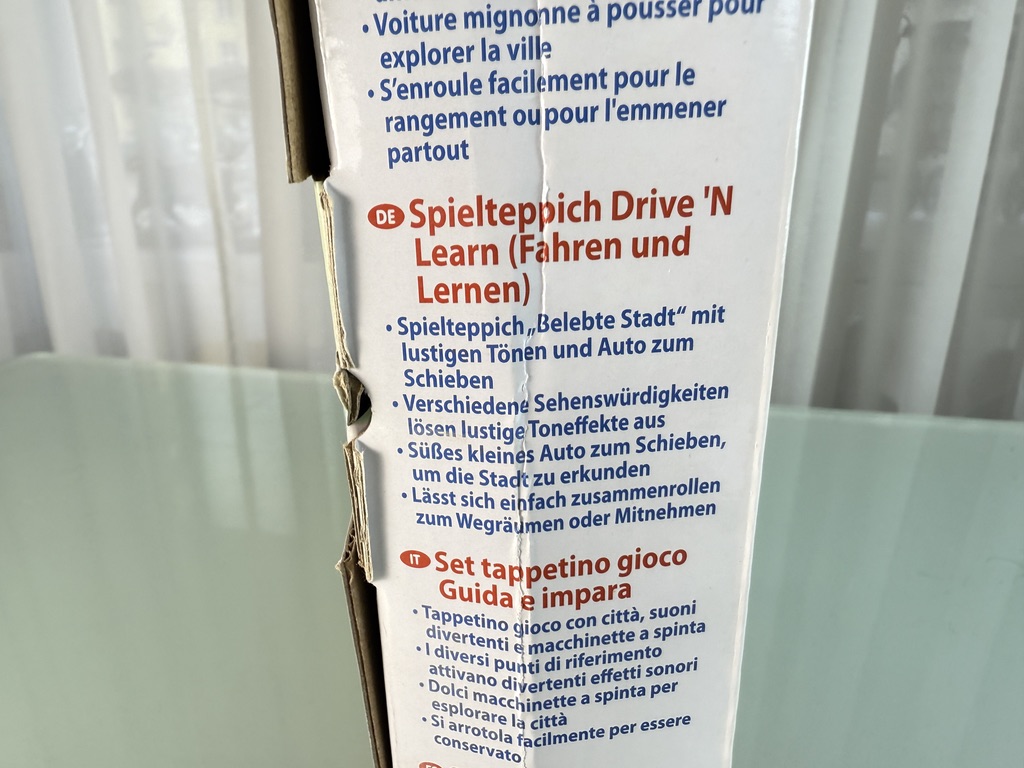 • Voiture mignonne à pousser pour
explorer la ville
• S'enroule facilement pour le
rangement ou pour l'emmener
partout
DE Spielteppich Drive 'N
Learn (Fahren und
Lernen)
• Spielteppich „Belebte Stadt“ mit
lustigen Tönen und Auto zum
Schieben
• Verschiedene Sehenswürdigkeiten
lösen lustige Toneffekte aus
• Süßes kleines Auto zum Schieben,
um die Stadt zu erkunden
• Lässt sich einfach zusammenrollen
zum Wegräumen oder Mitnehmen
IT Set tappetino gioco
Guida e impara
• Tappetino gioco con città, suoni
divertenti e macchinette a spinta
• I diversi punti di riferimento
attivano divertenti effetti sonori
• Dolci macchinette a spinta per
esplorare la città
• Si arrotola facilmente per essere
conservato